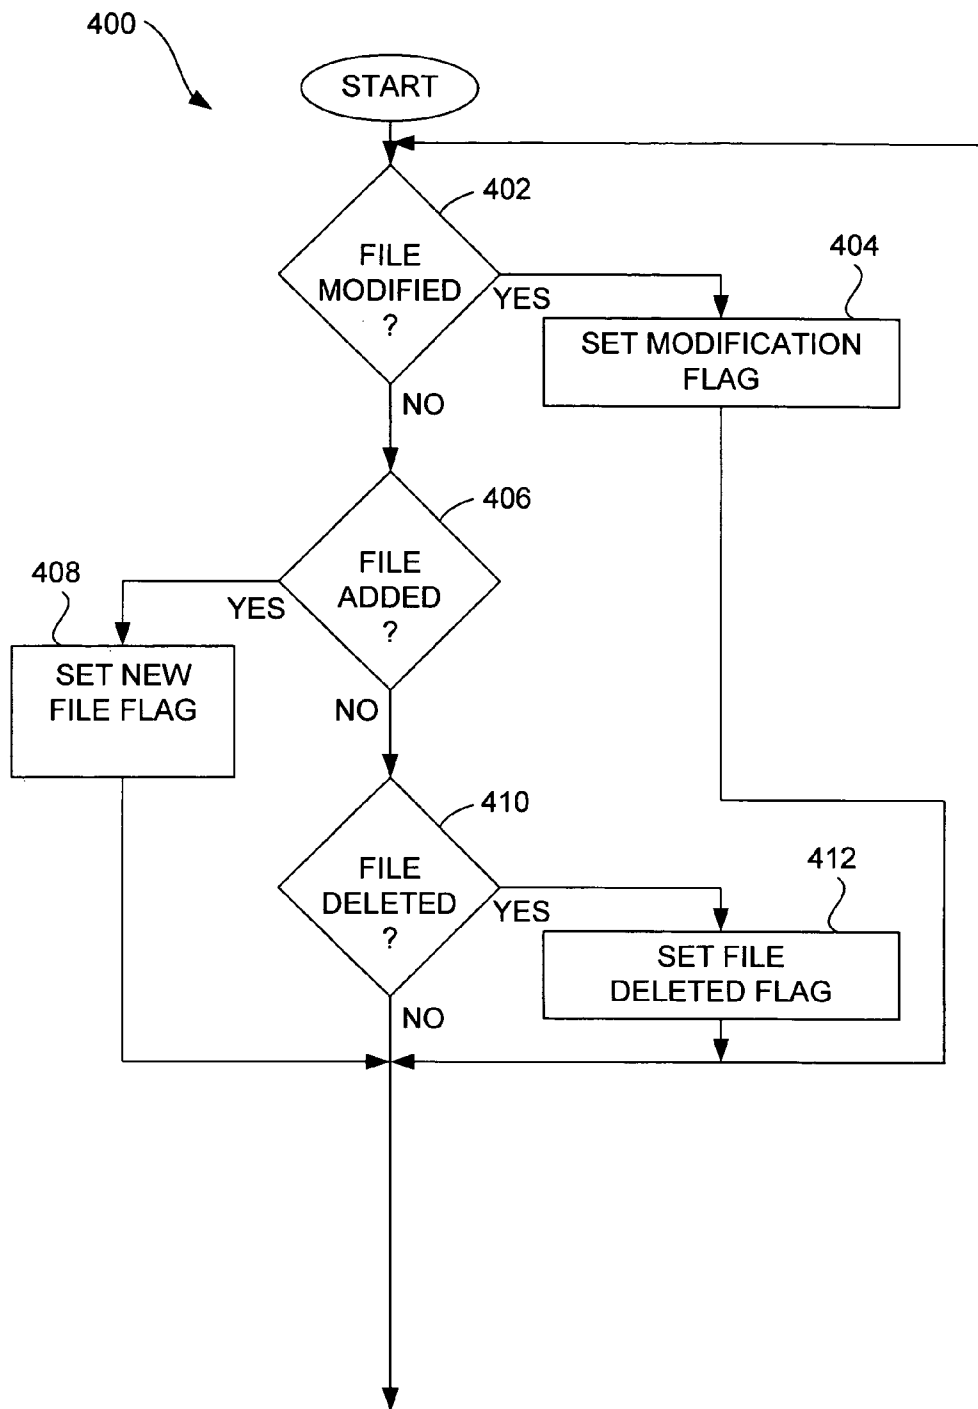 400
START
402
FILE
MODIFIED
?
YES
404
SET MODIFICATION
FLAG
NO
406
FILE
ADDED
?
YES
408
SET NEW
FILE FLAG
NO
410
FILE
DELETED
?
YES
412
SET FILE
DELETED FLAG
NO